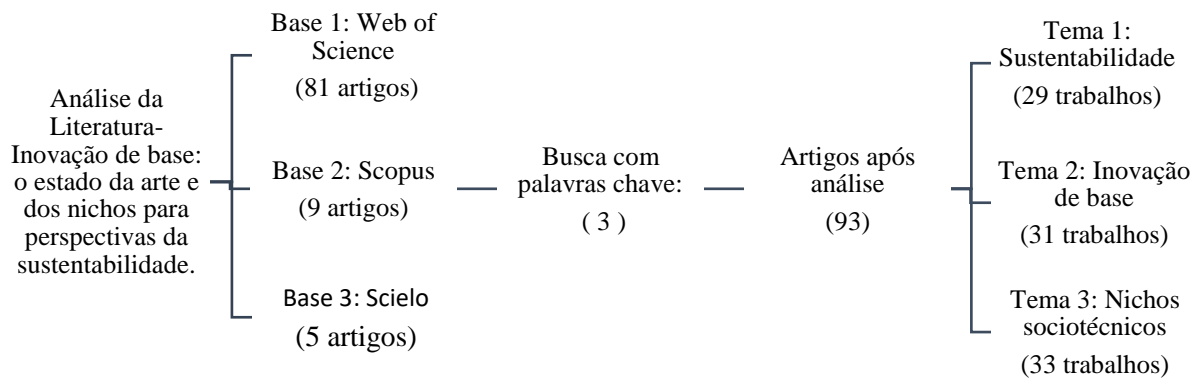 Análise da
Literatura-
Inovação de base:
o estado da arte e
dos nichos para
perspectivas da
sustentabilidade.
Base 1: Web of
Science
(81 artigos)
Base 2: Scopus
(9 artigos)
Base 3: Scielo
(5 artigos)
Busca com
palavras chave:
( 3 )
Artigos após
análise
(93)
Tema 1:
Sustentabilidade
(29 trabalhos)
Tema 2: Inovação
de base
(31 trabalhos)
Tema 3: Nichos
sociotécnicos
(33 trabalhos)